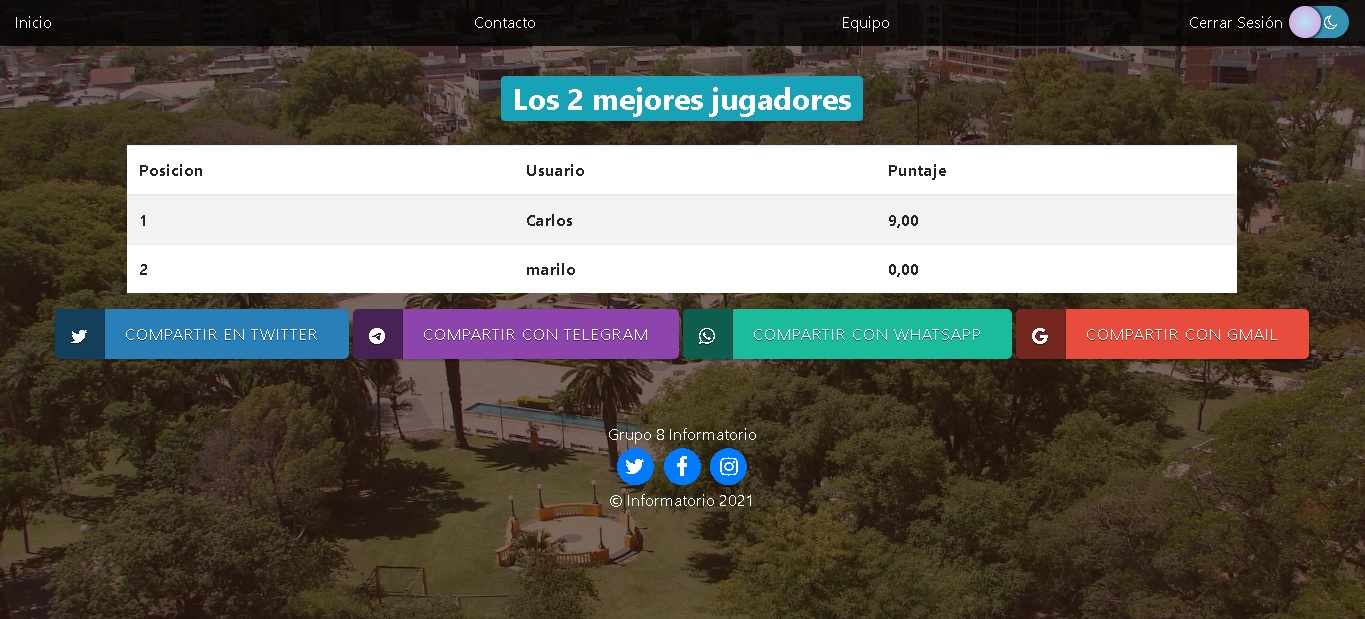 Inicio Contacto Equipo Cerrar Sesión
Los 2 mejores jugadores
Posicion Usuario Puntaje
1 Carlos 9,00
2 marilo 0,00
COMPARTIR EN TWITTER COMPARTIR CON TELEGRAM COMPARTIR CON WHATSAPP COMPARTIR CON GMAIL
Grupo 8 Informatorio
© Informatorio 2021